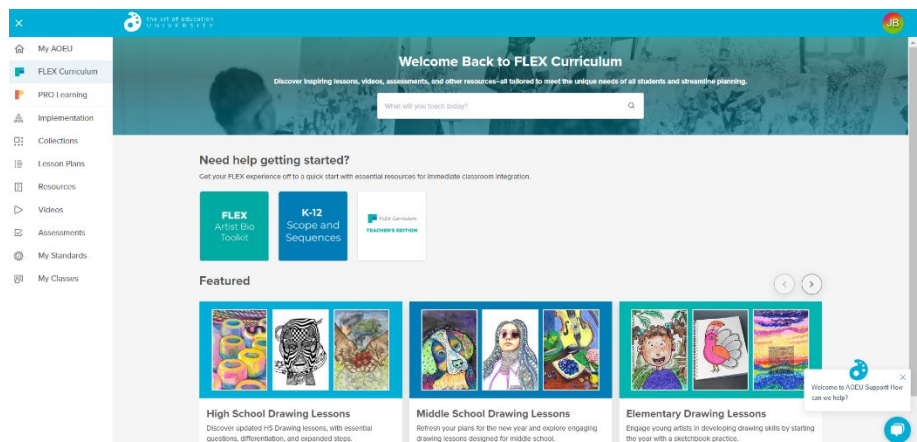 the art of education
UNIVERSITY
JB
My AOEU
FLEX Curriculum
PRO Learning
Implementation
Collections
Lesson Plans
Resources
Videos
Assessments
My Standards
My Classes
Welcome Back to FLEX Curriculum
Discover inspiring lessons, videos, assessments, and other resources–all tailored to meet the unique needs of all students and streamline planning.
What will you teach today?
Need help getting started?
Get your FLEX experience off to a quick start with essential resources for immediate classroom integration.
FLEX
Artist Bio
Toolkit
K-12
Scope and
Sequences
FLEX Curriculum
TEACHER'S EDITION
Featured
High School Drawing Lessons
Discover updated HS Drawing lessons, with essential
questions, differentiation, and expanded steps.
Middle School Drawing Lessons
Refresh your plans for the new year and explore engaging
drawing lessons designed for middle school.
Elementary Drawing Lessons
Engage young artists in developing drawing skills by starting
the year with a sketchbook practice.
Welcome to AOEU Support! How
can we help?